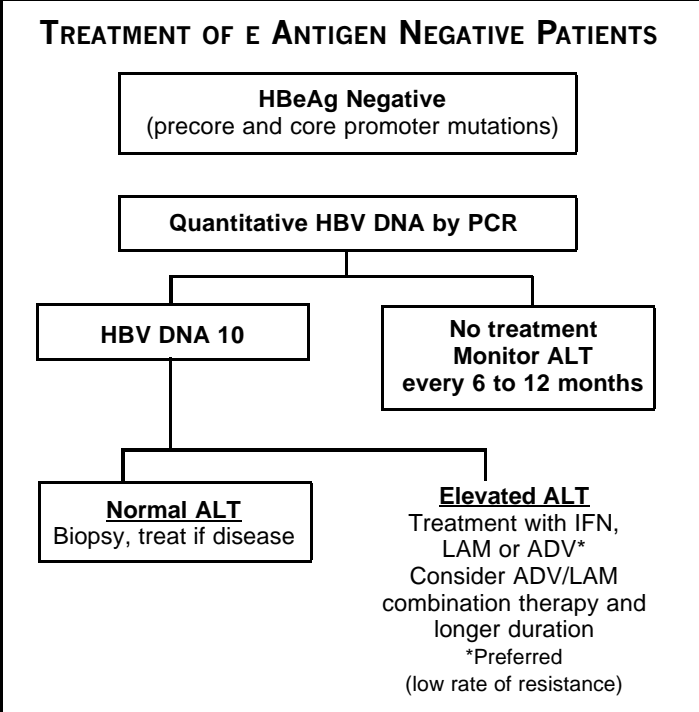 TREATMENT OF E ANTIGEN NEGATIVE PATIENTS
HBeAg Negative
(precore and core promoter mutations)
Quantitative HBV DNA by PCR
HBV DNA 10
No treatment
Monitor ALT
every 6 to 12 months
Normal ALT
Biopsy, treat if disease
Elevated ALT
Treatment with IFN,
LAM or ADV*
Consider ADV/LAM
combination therapy and
longer duration
*Preferred
(low rate of resistance)